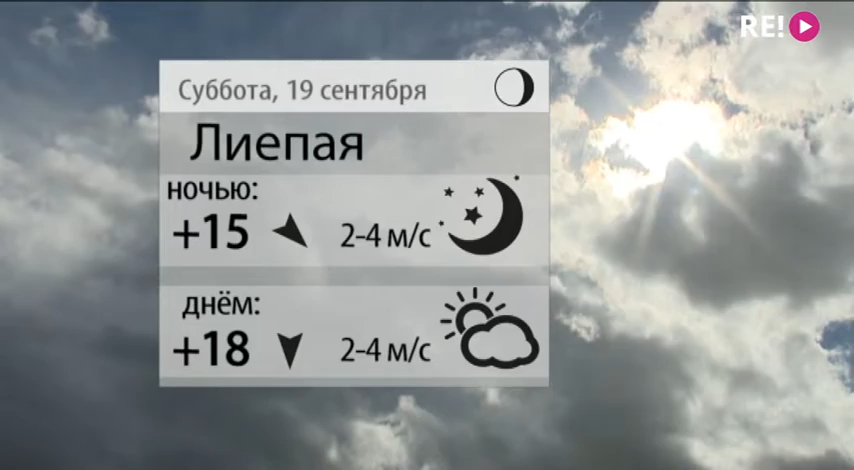 RE!
Суббота, 19 сентября
Лиепая
ночью:
+15 2-4 м/с
днём:
+18 2-4 м/с